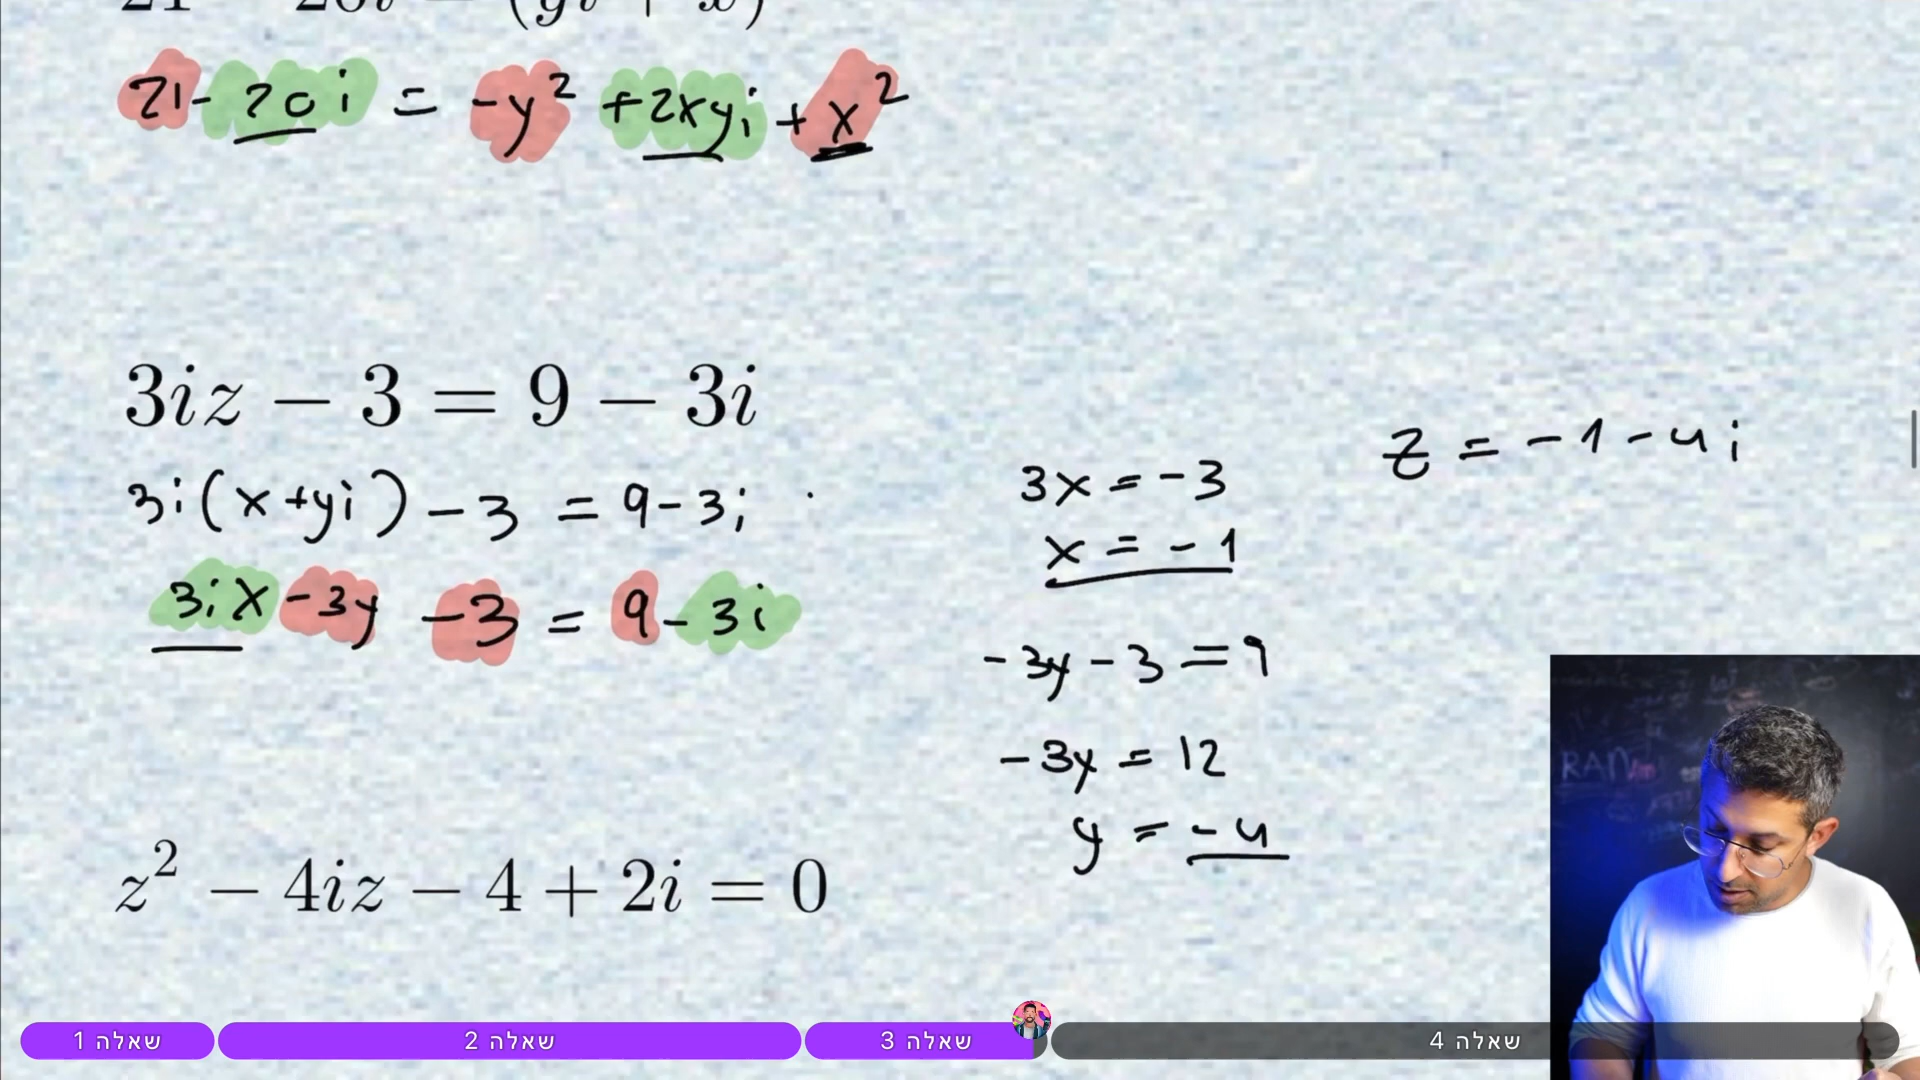 21 - 20i = -y² + 2xyi + x²
3iz − 3 = 9 − 3i
3i(x+yi) - 3 = 9 - 3i
3ix - 3y - 3 = 9 - 3i
3x = -3
x = -1
-3y - 3 = 9
-3y = 12
y = -4
z = -1 - 4i
z² − 4iz − 4 + 2i = 0
שאלה 1
שאלה 2
שאלה 3
שאלה 4